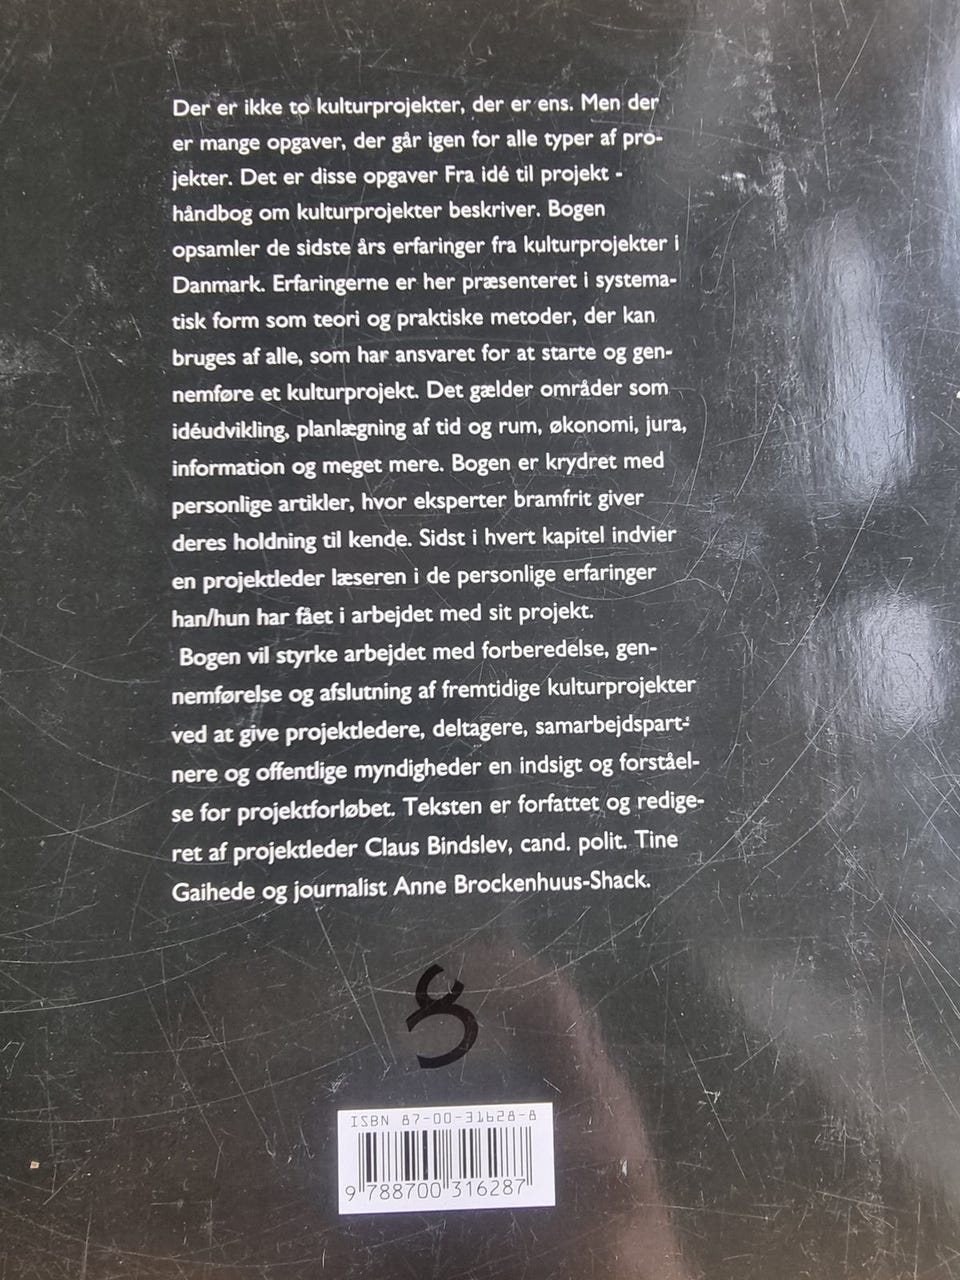 Der er ikke to kulturprojekter, der er ens. Men der
er mange opgaver, der går igen for alle typer af pro-
jekter. Det er disse opgaver Fra idé til projekt -
håndbog om kulturprojekter beskriver. Bogen
opsamler de sidste års erfaringer fra kulturprojekter i
Danmark. Erfaringerne er her præsenteret i systema-
tisk form som teori og praktiske metoder, der kan
bruges af alle, som har ansvaret for at starte og gen-
nemføre et kulturprojekt. Det gælder områder som
idéudvikling, planlægning af tid og rum, økonomi, jura,
information og meget mere. Bogen er krydret med
personlige artikler, hvor eksperter bramfrit giver
deres holdning til kende. Sidst i hvert kapitel indvier
en projektleder læseren i de personlige erfaringer
han/hun har fået i arbejdet med sit projekt.
Bogen vil styrke arbejdet med forberedelse, gen-
nemførelse og afslutning af fremtidige kulturprojekter
ved at give projektledere, deltagere, samarbejdspart-
nere og offentlige myndigheder en indsigt og forståel-
se for projektforløbet. Teksten er forfattet og redige-
ret af projektleder Claus Bindslev, cand. polit. Tine
Gaihede og journalist Anne Brockenhuus-Shack.
ISBN 87-00-31628-8
9 788700 316287